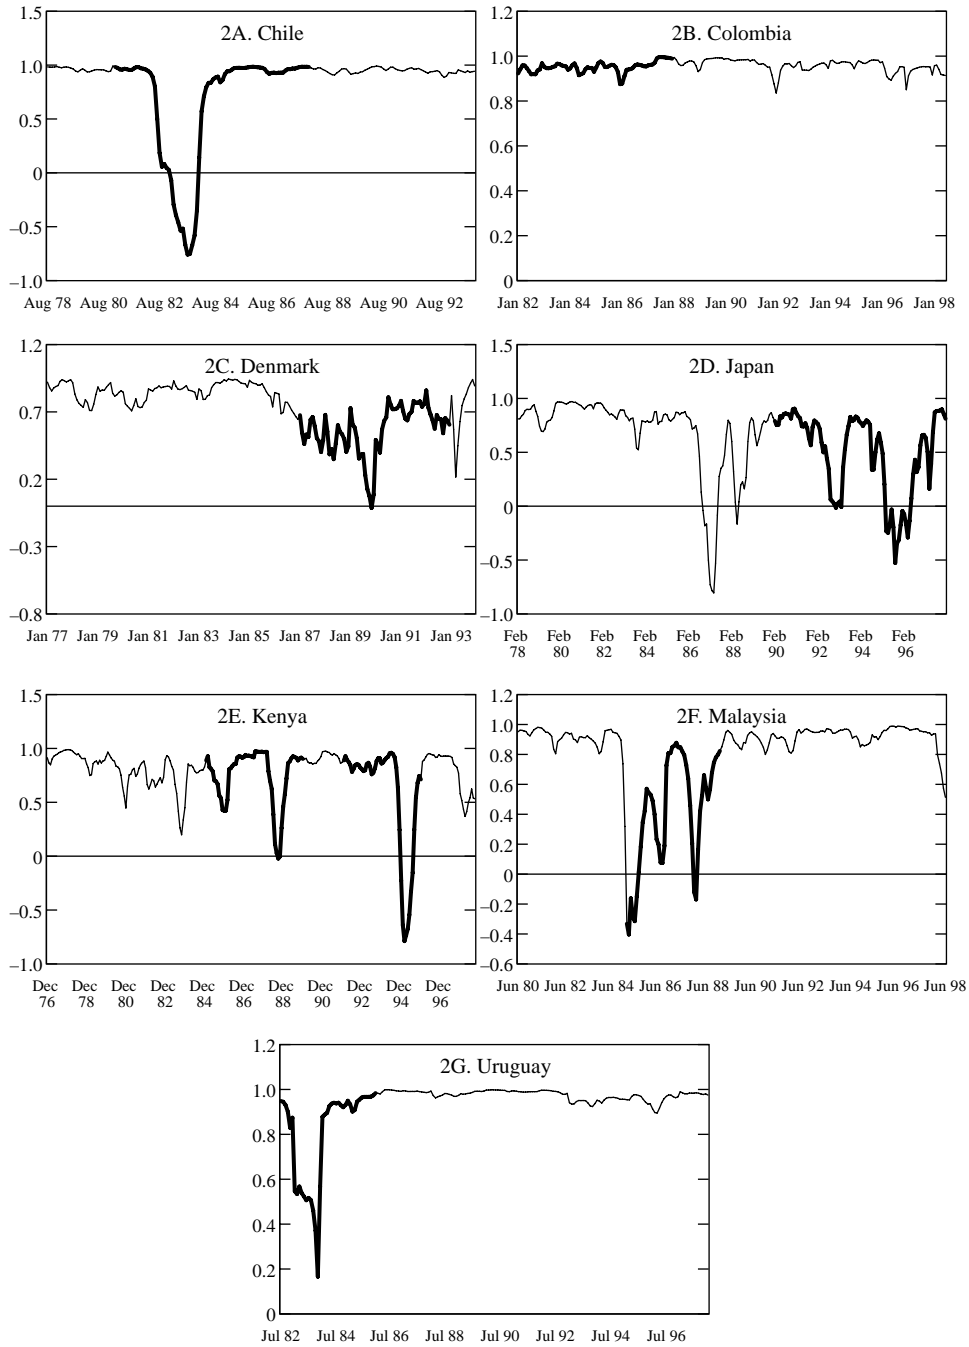 2A. Chile
1.5
1.0
0.5
0
–0.5
–1.0
Aug 78 Aug 80 Aug 82 Aug 84 Aug 86 Aug 88 Aug 90 Aug 92
2B. Colombia
1.2
1.0
0.8
0.6
0.4
0.2
0
Jan 82 Jan 84 Jan 86 Jan 88 Jan 90 Jan 92 Jan 94 Jan 96 Jan 98
2C. Denmark
1.2
0.7
0.2
–0.3
–0.8
Jan 77 Jan 79 Jan 81 Jan 83 Jan 85 Jan 87 Jan 89 Jan 91 Jan 93
2D. Japan
1.5
1.0
0.5
0
–0.5
–1.0
Feb Feb Feb Feb Feb Feb Feb Feb Feb Feb
78 80 82 84 86 88 90 92 94 96
2E. Kenya
1.5
1.0
0.5
0
–0.5
–1.0
Dec Dec Dec Dec Dec Dec Dec Dec Dec Dec Dec
76 78 80 82 84 86 88 90 92 94 96
2F. Malaysia
1.2
1.0
0.8
0.6
0.4
0.2
0
–0.2
–0.4
–0.6
Jun 80 Jun 82 Jun 84 Jun 86 Jun 88 Jun 90 Jun 92 Jun 94 Jun 96 Jun 98
2G. Uruguay
1.2
1.0
0.8
0.6
0.4
0.2
0
Jul 82 Jul 84 Jul 86 Jul 88 Jul 90 Jul 92 Jul 94 Jul 96